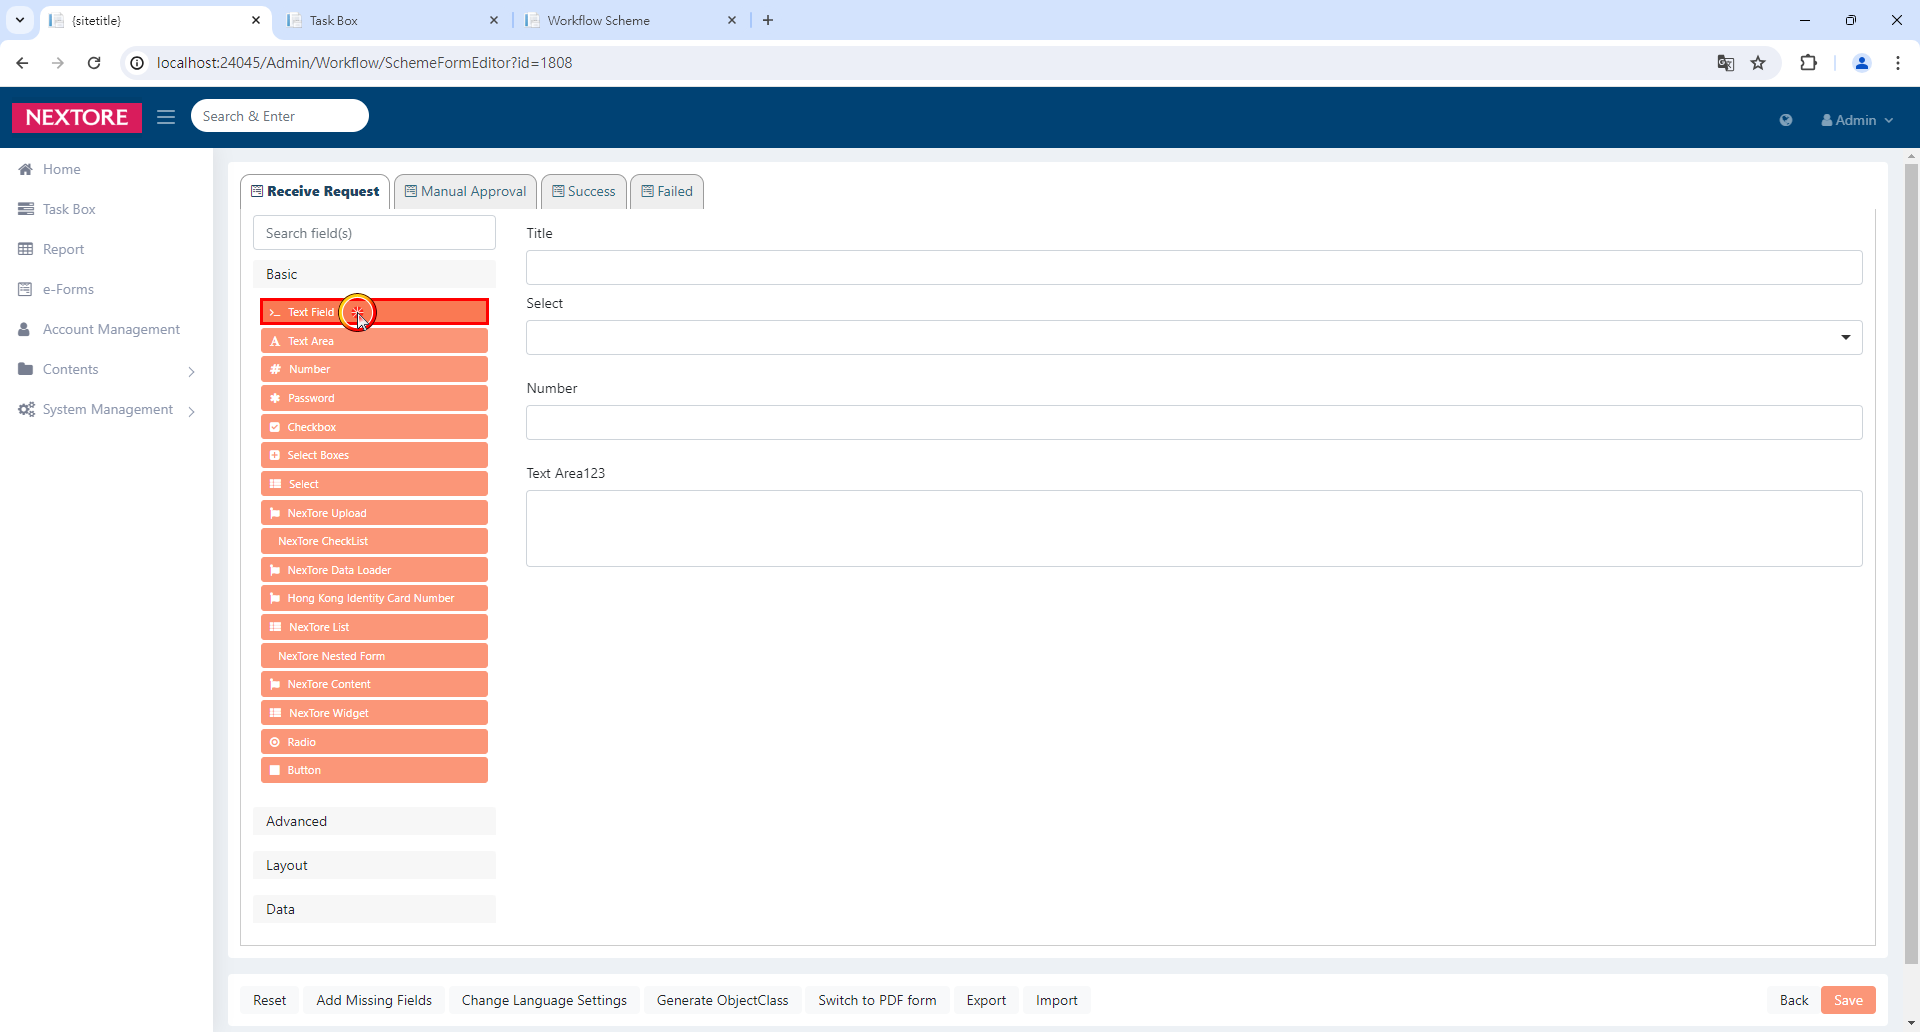 {sitetitle}
Task Box
Workflow Scheme
localhost:24045/Admin/Workflow/SchemeFormEditor?id=1808
NEXTORE
Search & Enter
Admin
Home
Task Box
Report
e-Forms
Account Management
Contents
System Management
Receive Request
Manual Approval
Success
Failed
Search field(s)
Basic
Text Field
Text Area
Number
Password
Checkbox
Select Boxes
Select
NexTore Upload
NexTore CheckList
NexTore Data Loader
Hong Kong Identity Card Number
NexTore List
NexTore Nested Form
NexTore Content
NexTore Widget
Radio
Button
Advanced
Layout
Data
Title
Select
Number
Text Area123
Reset
Add Missing Fields
Change Language Settings
Generate ObjectClass
Switch to PDF form
Export
Import
Back
Save